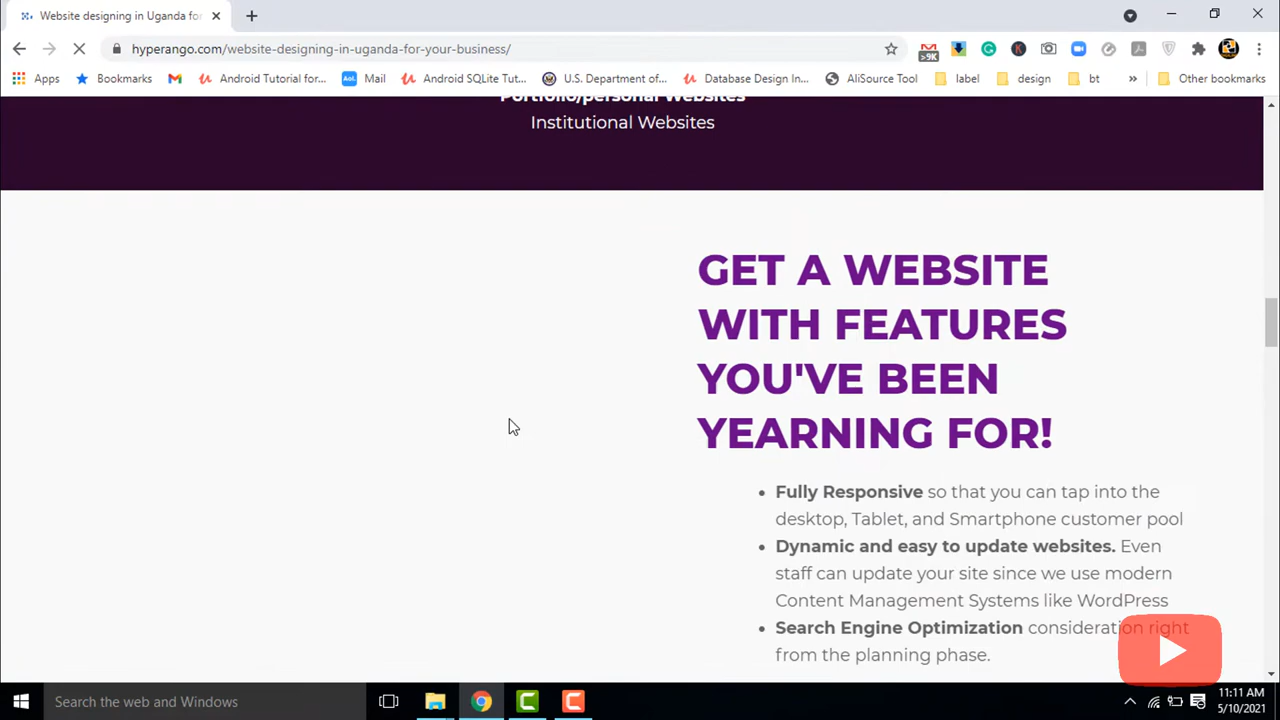 Website designing in Uganda for
hyperango.com/website-designing-in-uganda-for-your-business/
>9K
Apps
Bookmarks
Android Tutorial for...
Aol.
Mail
Android SQLite Tut...
U.S. Department of...
Database Design In...
AliSource Tool
label
design
bt
»
Other bookmarks
Portfolio/personal Websites
Institutional Websites
GET A WEBSITE
WITH FEATURES
YOU'VE BEEN
YEARNING FOR!
• Fully Responsive so that you can tap into the
desktop, Tablet, and Smartphone customer pool
• Dynamic and easy to update websites. Even
staff can update your site since we use modern
Content Management Systems like WordPress
• Search Engine Optimization consideration right
from the planning phase.
Search the web and Windows
11:11 AM
5/10/2021